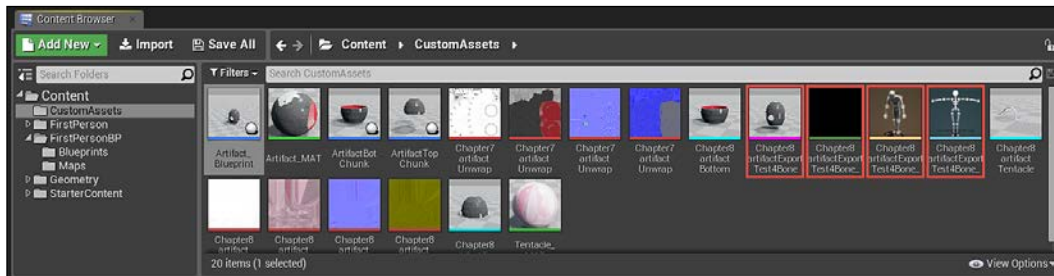 Content Browser
Add New Import Save All Content CustomAssets
Search Folders Filters Search CustomAssets
Content
CustomAssets
FirstPerson
FirstPersonBP
Blueprints
Maps
Geometry
StarterContent
Artifact_
Blueprint
Artifact_MAT
ArtifactBot
Chunk
ArtifactTop
Chunk
Chapter7
artifact
Unwrap
Chapter7
artifact
Unwrap
Chapter7
artifact
Unwrap
Chapter7
artifact
Unwrap
Chapter8
artifact
Bottom
Chapter8
artifactExport
Test4Bone_
Chapter8
artifactExport
Test4Bone_
Chapter8
artifactExport
Test4Bone_
Chapter8
artifactExport
Test4Bone_
Chapter8
artifact
Tentacle
Chapter8
artifact
Chapter8
artifact
Chapter8
artifact
Chapter8
artifact
Chapter8
Tentacle_
20 items (1 selected) View Options